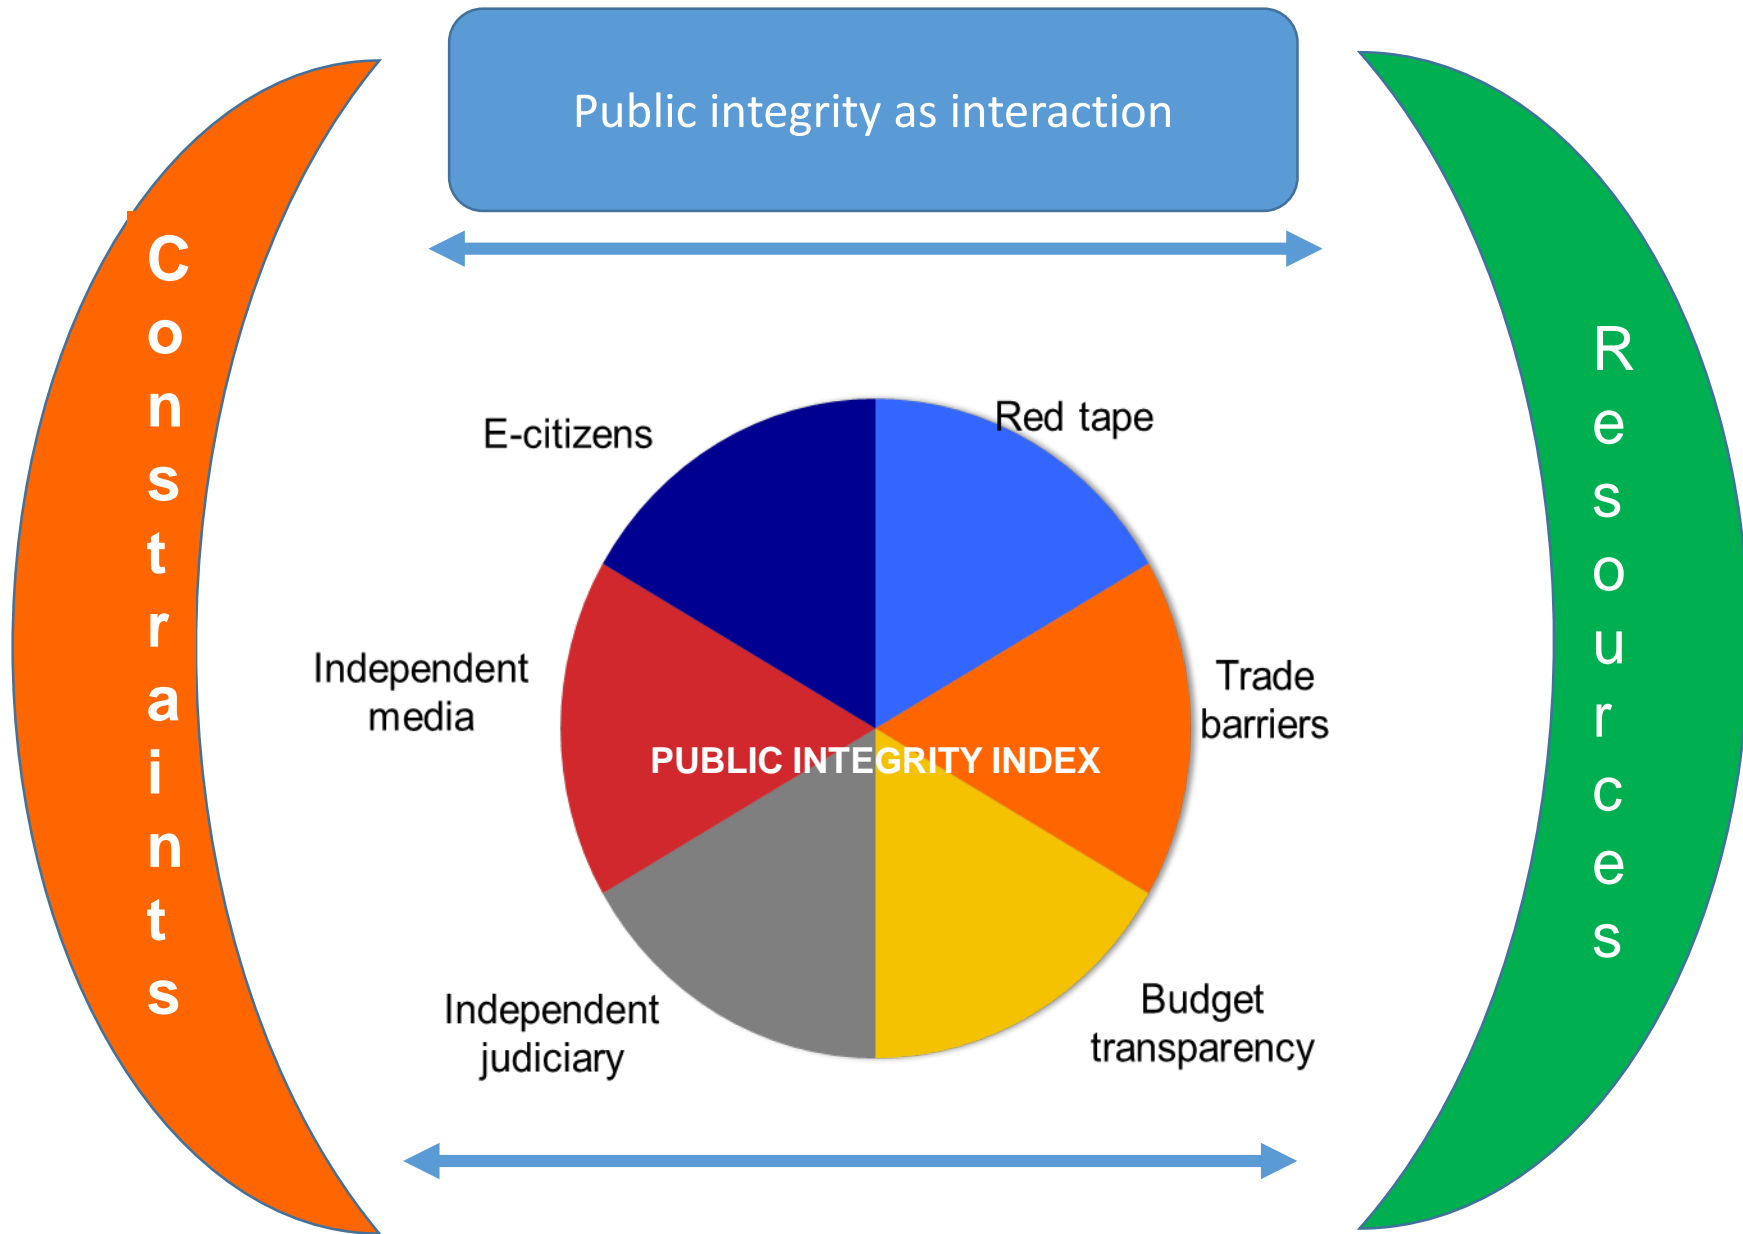 Public integrity as interaction
Constraints
Resources
E-citizens
Red tape
Independent
media
Trade
barriers
PUBLIC INTEGRITY INDEX
Independent
judiciary
Budget
transparency